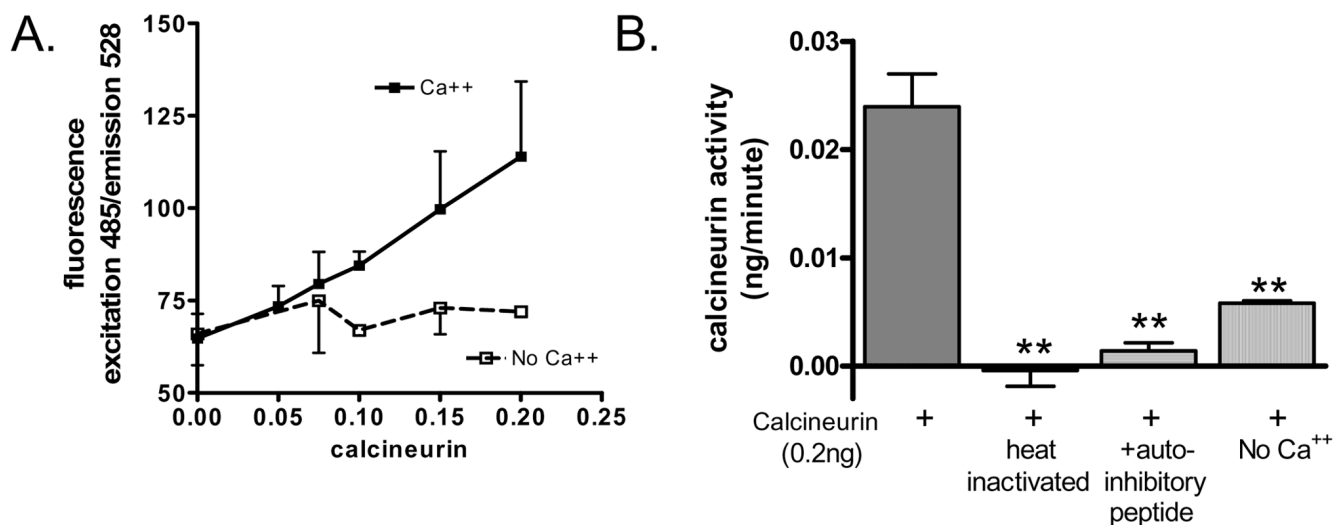 A.
fluorescence
excitation 485/emission 528
150
125
100
75
50
Ca++
No Ca++
0.00 0.05 0.10 0.15 0.20 0.25
calcineurin
B.
calcineurin activity
(ng/minute)
0.03
0.02
0.01
0.00
** ** **
Calcineurin + + + +
(0.2ng)
heat
inactivated
+auto-
inhibitory
peptide
No Ca++